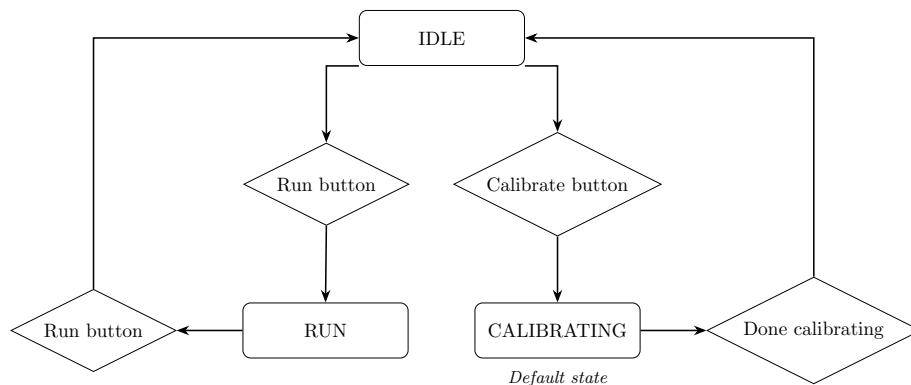 IDLE
Run button
Calibrate button
Run button
RUN
CALIBRATING
Done calibrating
Default state